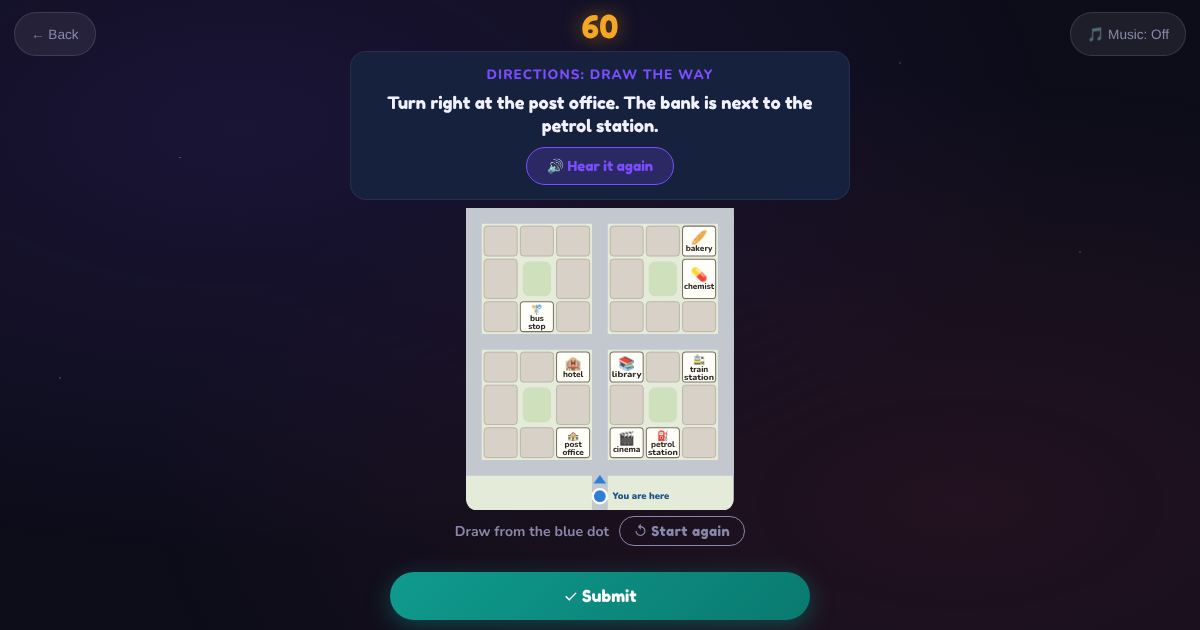 ← Back
60
🎵 Music: Off
DIRECTIONS: DRAW THE WAY
Turn right at the post office. The bank is next to the
petrol station.
🔊 Hear it again
bakery
chemist
bus
stop
hotel
library
train
station
post
office
cinema
petrol
station
You are here
Draw from the blue dot
↺ Start again
✓ Submit